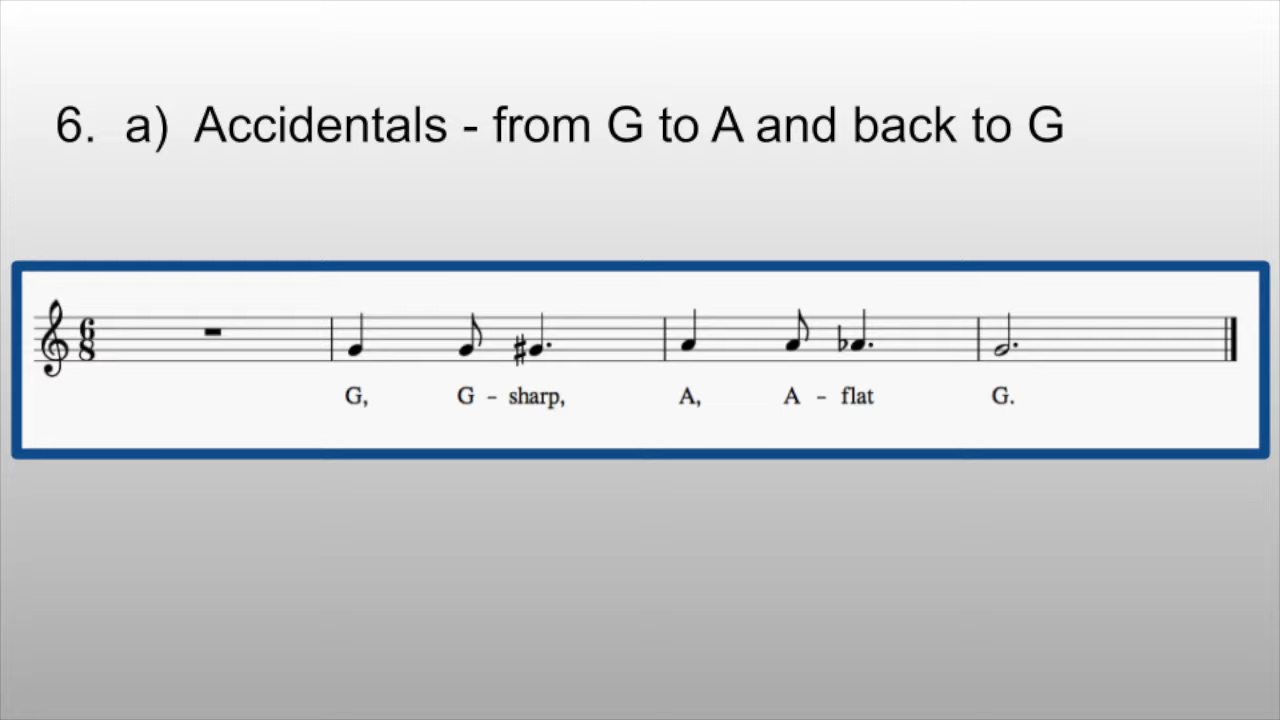 6. a) Accidentals - from G to A and back to G
6
8
G, G - sharp, A, A - flat G.